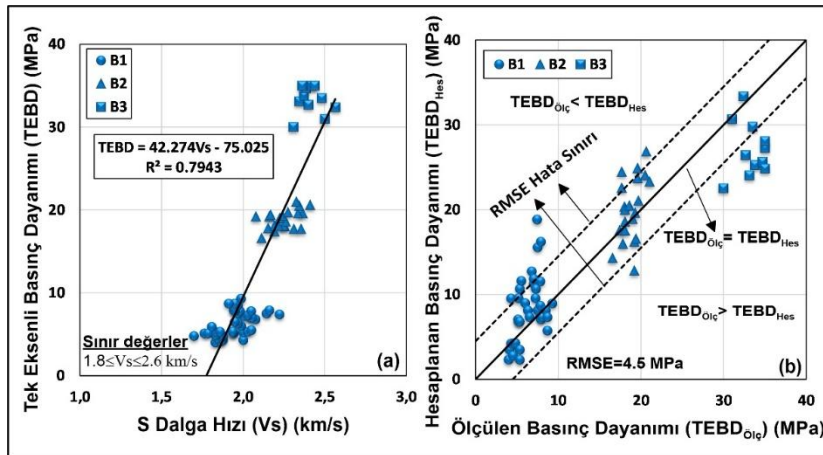 Tek Eksenli Basınç Dayanımı (TEBD) (MPa)
40
30
20
10
0
B1
B2
B3
TEBD = 42.274Vs - 75.025
R² = 0.7943
Sınır değerler
1.8≤Vs≤2.6 km/s
(a)
1,0 1,5 2,0 2,5 3,0
S Dalga Hızı (Vs) (km/s)
Hesaplanan Basınç Dayanımı (TEBDHes) (MPa)
40
30
20
10
0
B1 B2 B3
TEBDÖlç < TEBDHes
RMSE Hata Sınırı
TEBDÖlç = TEBDHes
TEBDÖlç > TEBDHes
RMSE=4.5 MPa
(b)
0 10 20 30 40
Ölçülen Basınç Dayanımı (TEBDÖlç) (MPa)